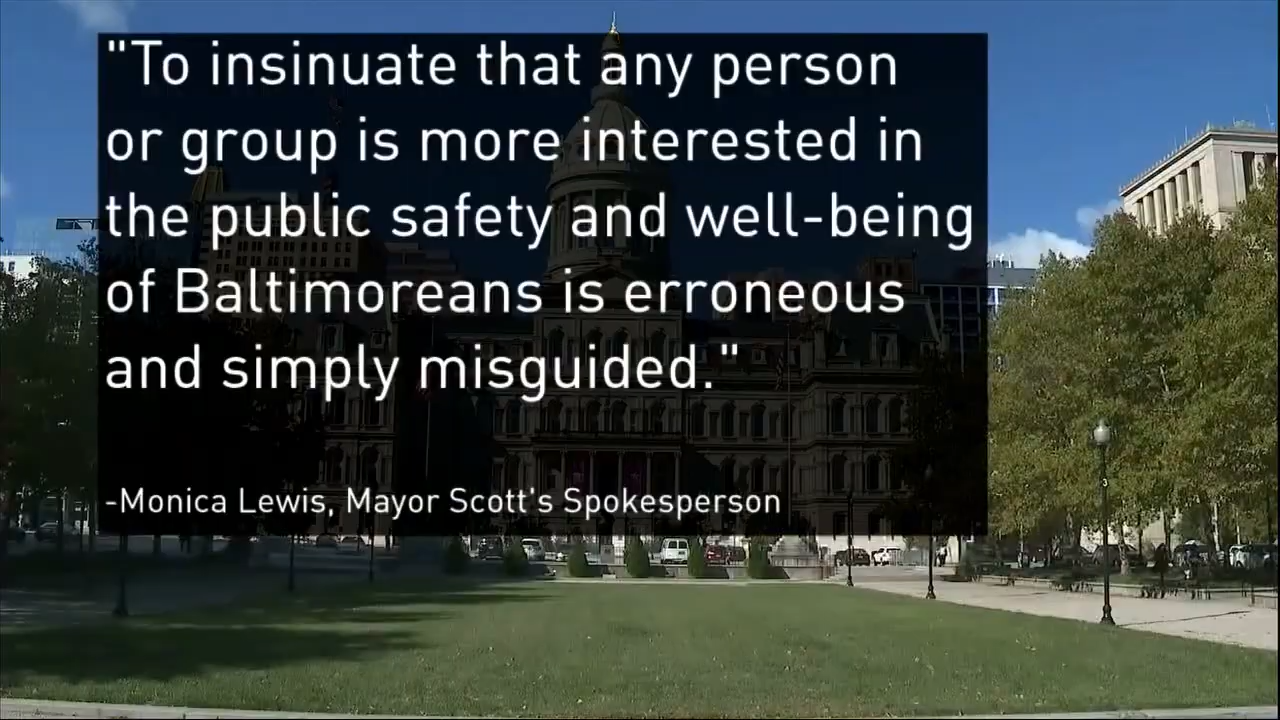 "To insinuate that any person
or group is more interested in
the public safety and well-being
of Baltimoreans is erroneous
and simply misguided."
-Monica Lewis, Mayor Scott's Spokesperson